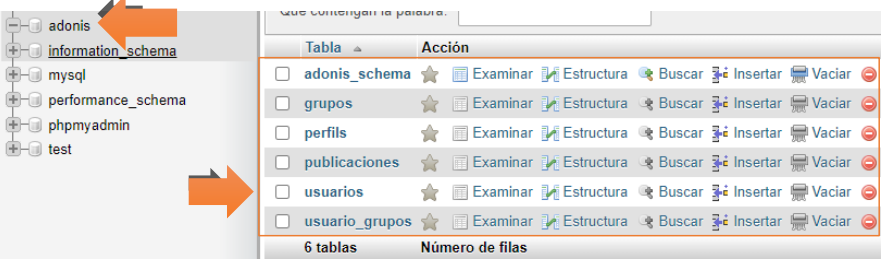 adonis
information_schema
mysql
performance_schema
phpmyadmin
test
Que contengan la palabra:
Tabla Acción
adonis_schema Examinar Estructura Buscar Insertar Vaciar
grupos Examinar Estructura Buscar Insertar Vaciar
perfils Examinar Estructura Buscar Insertar Vaciar
publicaciones Examinar Estructura Buscar Insertar Vaciar
usuarios Examinar Estructura Buscar Insertar Vaciar
usuario_grupos Examinar Estructura Buscar Insertar Vaciar
6 tablas Número de filas